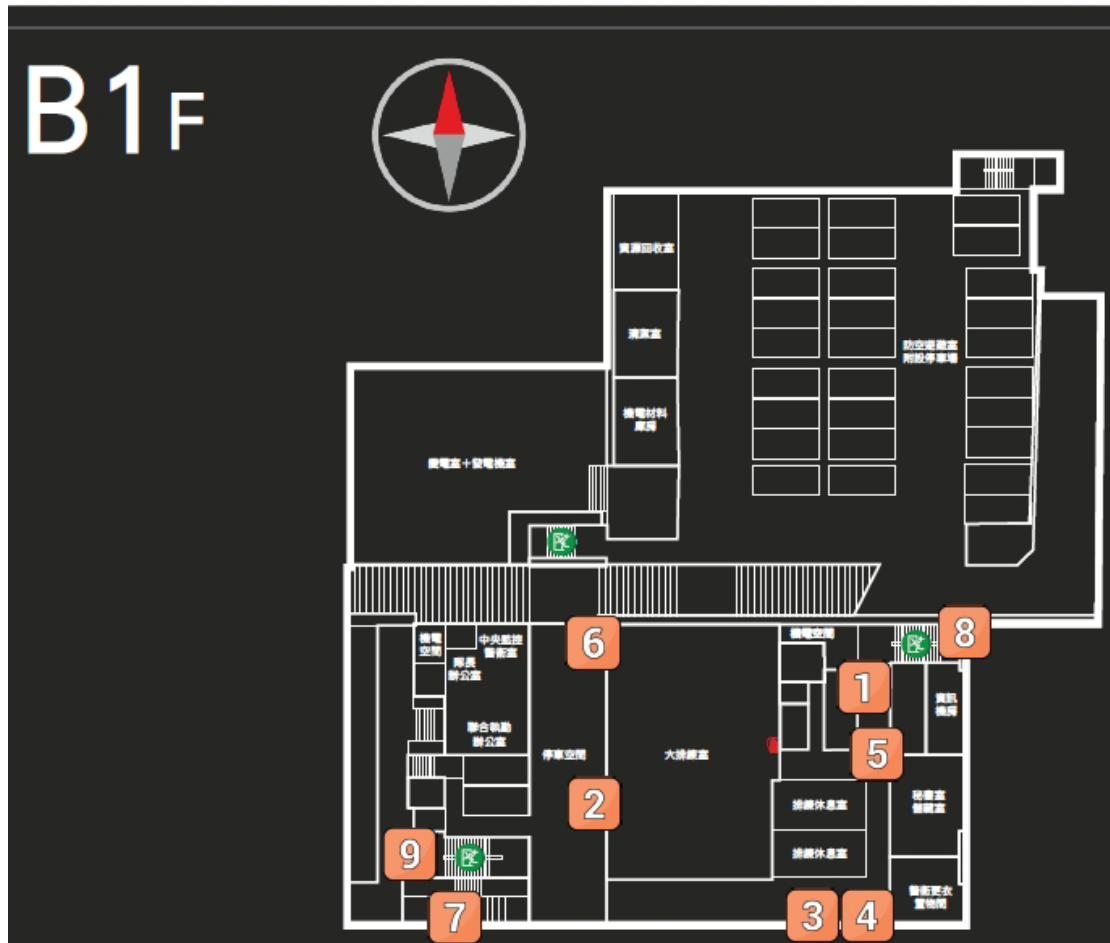 B1F
資源回收室
清潔室
防空避難室
附設停車場
機電材料
庫房
變電室+發電機室
機電
空間
中央監控
警衛室
隊長
辦公室
聯合執勤
辦公室
停車空間
大排練室
機電空間
資訊
機房
排練休息室
排練休息室
秘書室
儲藏室
警衛更衣
置物間
6
8
1
5
2
9
7
3
4